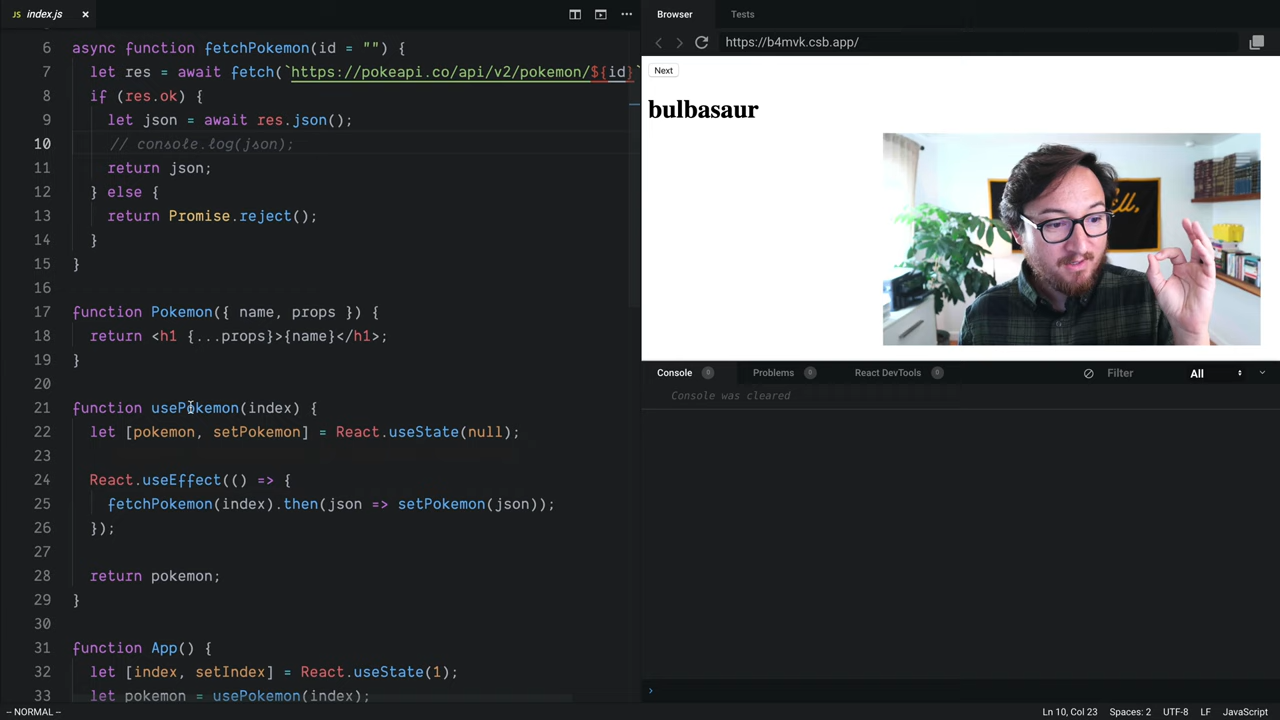 JS index.js ×
6 async function fetchPokemon(id = "") {
7 let res = await fetch(`https://pokeapi.co/api/v2/pokemon/${id}`
8 if (res.ok) {
9 let json = await res.json();
10 // console.log(json);
11 return json;
12 } else {
13 return Promise.reject();
14 }
15 }
16
17 function Pokemon({ name, props }) {
18 return <h1 {...props}>{name}</h1>;
19 }
20
21 function usePokemon(index) {
22 let [pokemon, setPokemon] = React.useState(null);
23
24 React.useEffect(() => {
25 fetchPokemon(index).then(json => setPokemon(json));
26 });
27
28 return pokemon;
29 }
30
31 function App() {
32 let [index, setIndex] = React.useState(1);
33 let pokemon = usePokemon(index);
-- NORMAL --
Browser Tests
https://b4mvk.csb.app/
Next
bulbasaur
ell,
Console 0 Problems 0 React DevTools 0 Filter All
Console was cleared
›
Ln 10, Col 23 Spaces: 2 UTF-8 LF JavaScript